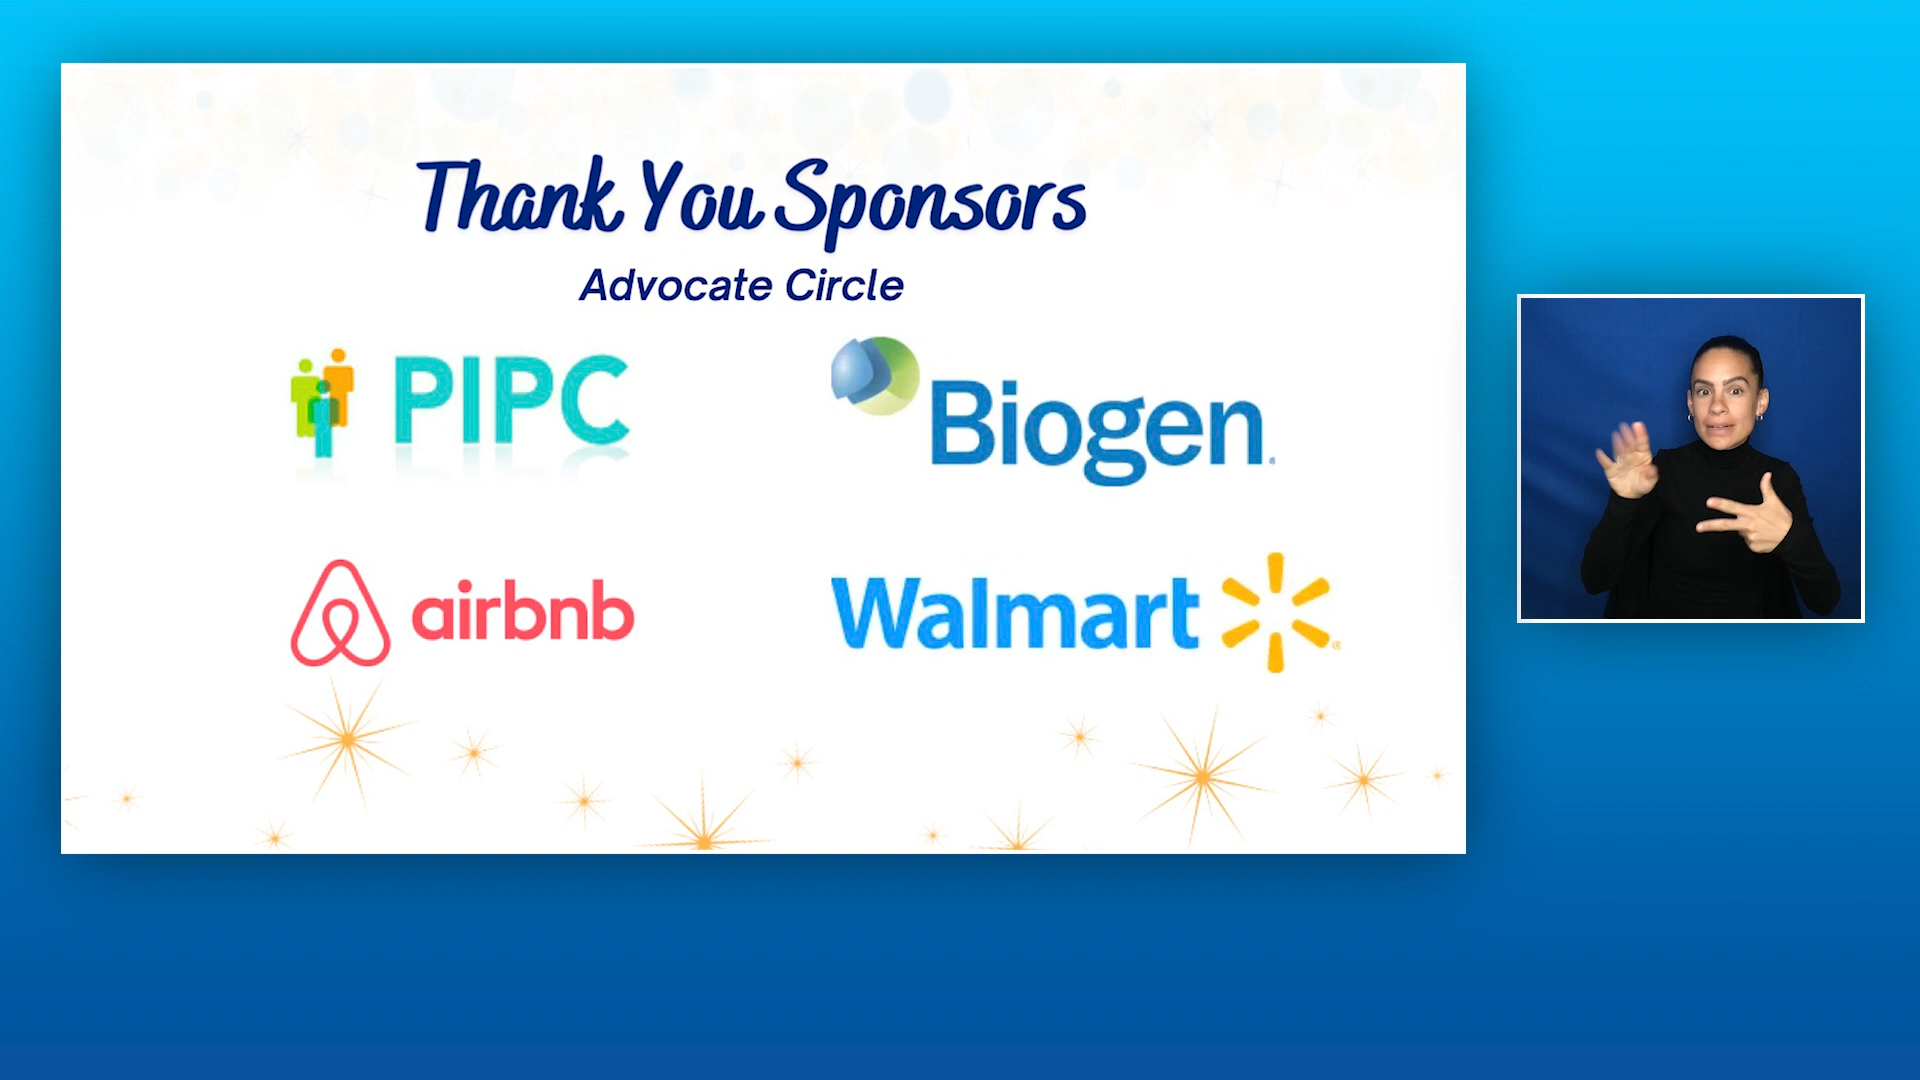 Thank You Sponsors
Advocate Circle
PIPC
Biogen
airbnb
Walmart